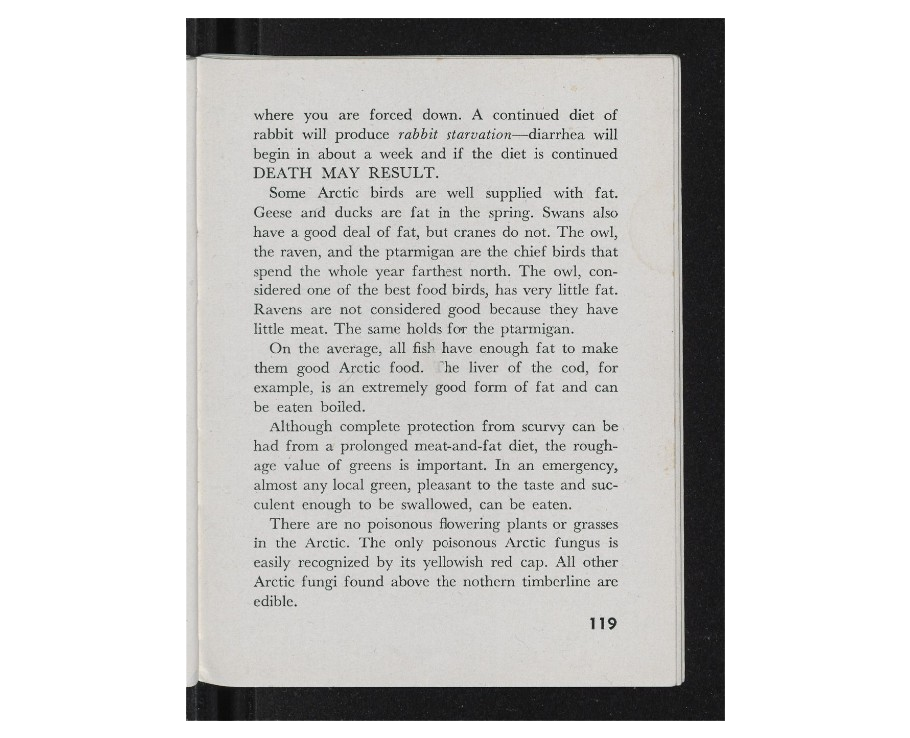 where you are forced down. A continued diet of
rabbit will produce rabbit starvation—diarrhea will
begin in about a week and if the diet is continued
DEATH MAY RESULT.
Some Arctic birds are well supplied with fat.
Geese and ducks are fat in the spring. Swans also
have a good deal of fat, but cranes do not. The owl,
the raven, and the ptarmigan are the chief birds that
spend the whole year farthest north. The owl, con-
sidered one of the best food birds, has very little fat.
Ravens are not considered good because they have
little meat. The same holds for the ptarmigan.
On the average, all fish have enough fat to make
them good Arctic food. The liver of the cod, for
example, is an extremely good form of fat and can
be eaten boiled.
Although complete protection from scurvy can be
had from a prolonged meat-and-fat diet, the rough-
age value of greens is important. In an emergency,
almost any local green, pleasant to the taste and suc-
culent enough to be swallowed, can be eaten.
There are no poisonous flowering plants or grasses
in the Arctic. The only poisonous Arctic fungus is
easily recognized by its yellowish red cap. All other
Arctic fungi found above the nothern timberline are
edible.
119